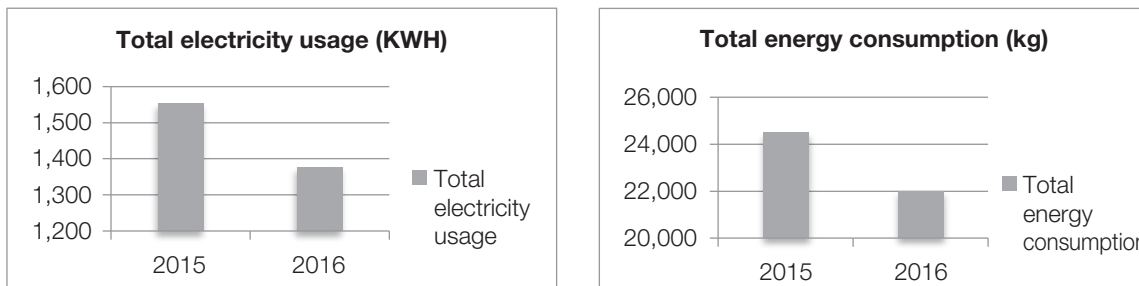 Total electricity usage (KWH)
1,600
1,500
1,400
1,300
1,200
2015 2016
Total
electricity
usage
Total energy consumption (kg)
26,000
24,000
22,000
20,000
2015 2016
Total
energy
consumption